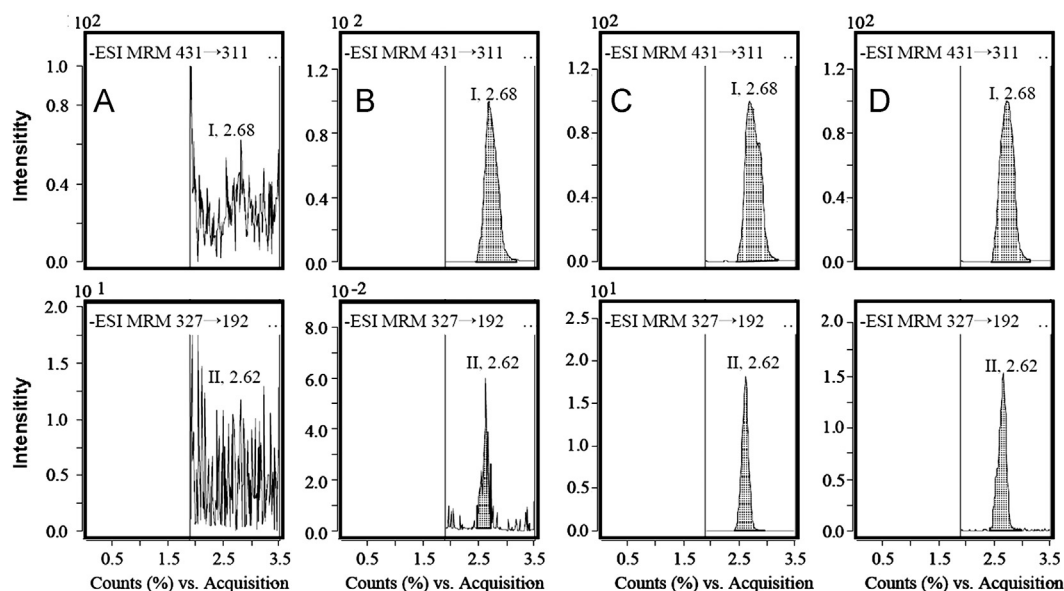 10² 10² 10² 10²
-ESI MRM 431→311 .. -ESI MRM 431→311 .. -ESI MRM 431→311 .. -ESI MRM 431→311 ..
A B C D
I, 2.68 I, 2.68 I, 2.68 I, 2.68
Intensitity
1.0 1.2 1.2 1.2
0.8 0.8 0.8 0.8
0.4 0.4 0.4 0.4
0.0 0.0 0.0 0.0
10¹ 10-² 10¹
-ESI MRM 327→192 .. -ESI MRM 327→192 .. -ESI MRM 327→192 .. -ESI MRM 327→192 ..
II, 2.62 II, 2.62 II, 2.62 II, 2.62
Intensitity
2.0 8.0 2.5 2.0
1.5 6.0 2.0 1.5
1.0 4.0 1.5 1.0
0.5 2.0 1.0 0.5
0.0 0.0 0.5 0.0
0.0
0.5 1.5 2.5 3.5 0.5 1.5 2.5 3.5 0.5 1.5 2.5 3.5 0.5 1.5 2.5 3.5
Counts (%) vs. Acquisition Counts (%) vs. Acquisition Counts (%) vs. Acquisition Counts (%) vs. Acquisition